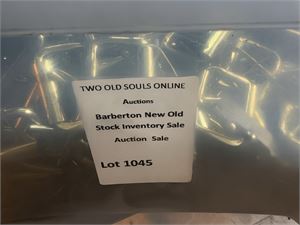 TWO OLD SOULS ONLINE
Auctions
Barberton New Old
Stock Inventory Sale
Auction Sale
Lot 1045